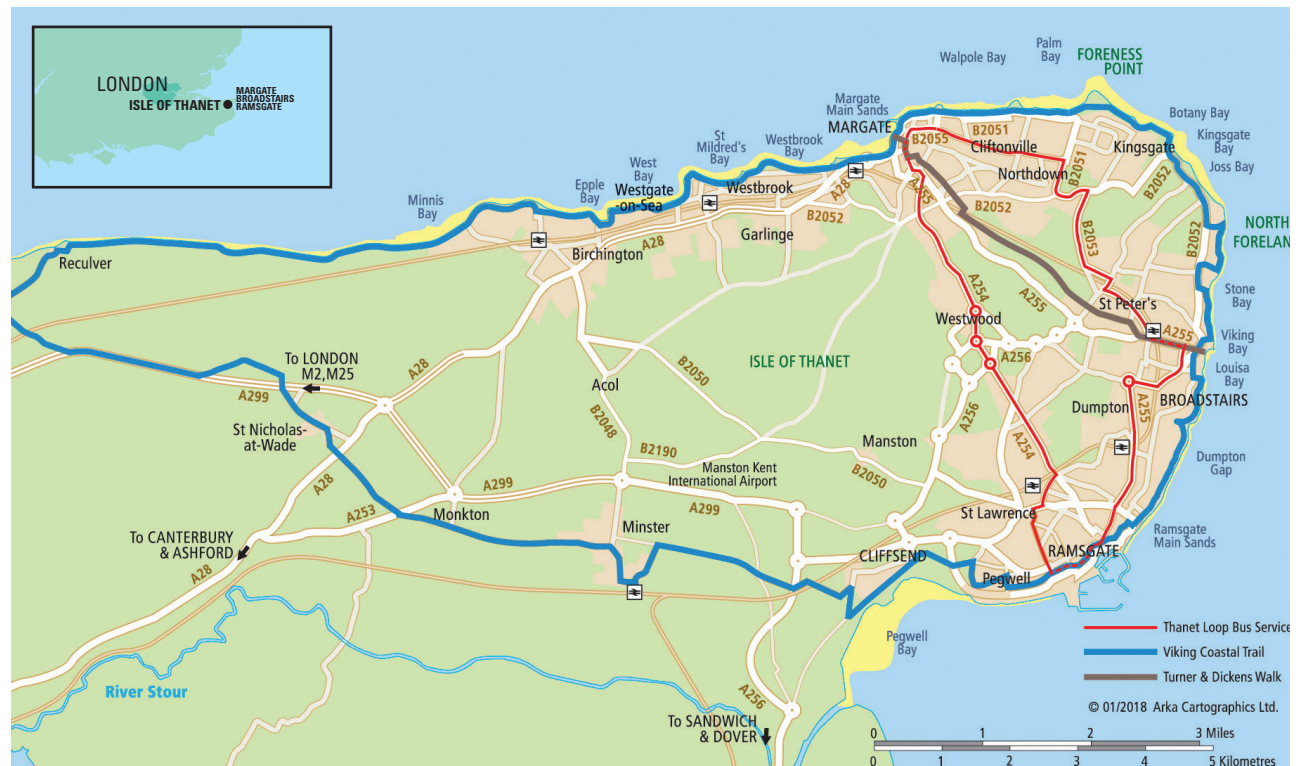 LONDON
ISLE OF THANET
MARGATE
BROADSTAIRS
RAMSGATE
Palm
Bay
Walpole Bay
FORENESS
POINT
Margate
Main Sands
MARGATE
Botany Bay
Kingsgate
Bay
Joss Bay
B2055
B2051
Cliftonville
Kingsgate
Northdown
B2051
B2052
St
Mildred's
Bay
Westbrook
Bay
West
Bay
Westgate
-on-Sea
Westbrook
A28
A255
B2052
B2052
Epple
Bay
Minnis
Bay
Garlinge
A28
Birchington
Reculver
B2053
B2052
NORTH
FORELAN
Stone
Bay
A254
A255
St Peter's
A255
Viking
Bay
Westwood
A256
Louisa
Bay
BROADSTAIRS
ISLE OF THANET
To LONDON
M2,M25
A28
A299
Acol
B2050
Dumpton
A255
A256
St Nicholas-
at-Wade
B2048
Manston
A254
B2190
Manston Kent
International Airport
B2050
Dumpton
Gap
A28
A299
A299
A253
Monkton
Minster
St Lawrence
Ramsgate
Main Sands
To CANTERBURY
& ASHFORD
CLIFFSEND
RAMSGATE
A28
Pegwell
Pegwell
Bay
River Stour
A256
To SANDWICH
& DOVER
Thanet Loop Bus Service
Viking Coastal Trail
Turner & Dickens Walk
© 01/2018 Arka Cartographics Ltd.
0 1 2 3 Miles
0 1 2 3 4 5 Kilometres